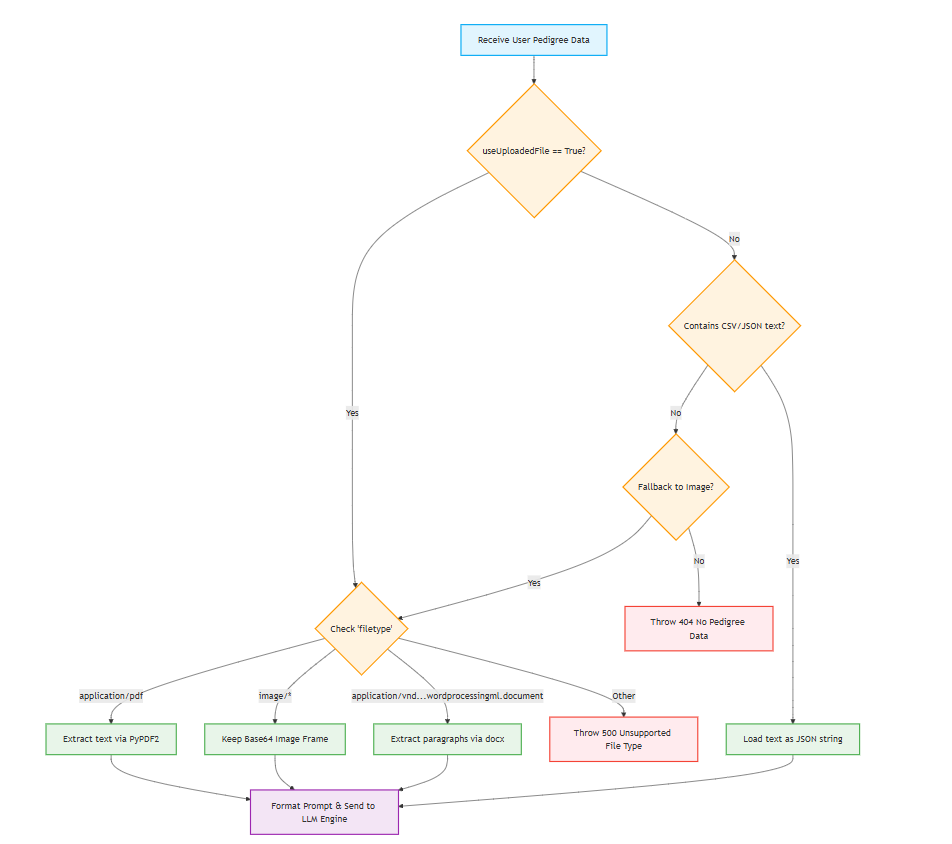 Receive User Pedigree Data
useUploadedFile == True?
No
Contains CSV/JSON text?
Yes
No
Fallback to Image?
No
Yes
Yes
Throw 404 No Pedigree
Data
Check 'filetype'
application/pdf
image/*
application/vnd...wordprocessingml.document
Other
Extract text via PyPDF2
Keep Base64 Image Frame
Extract paragraphs via docx
Throw 500 Unsupported
File Type
Load text as JSON string
Format Prompt & Send to
LLM Engine